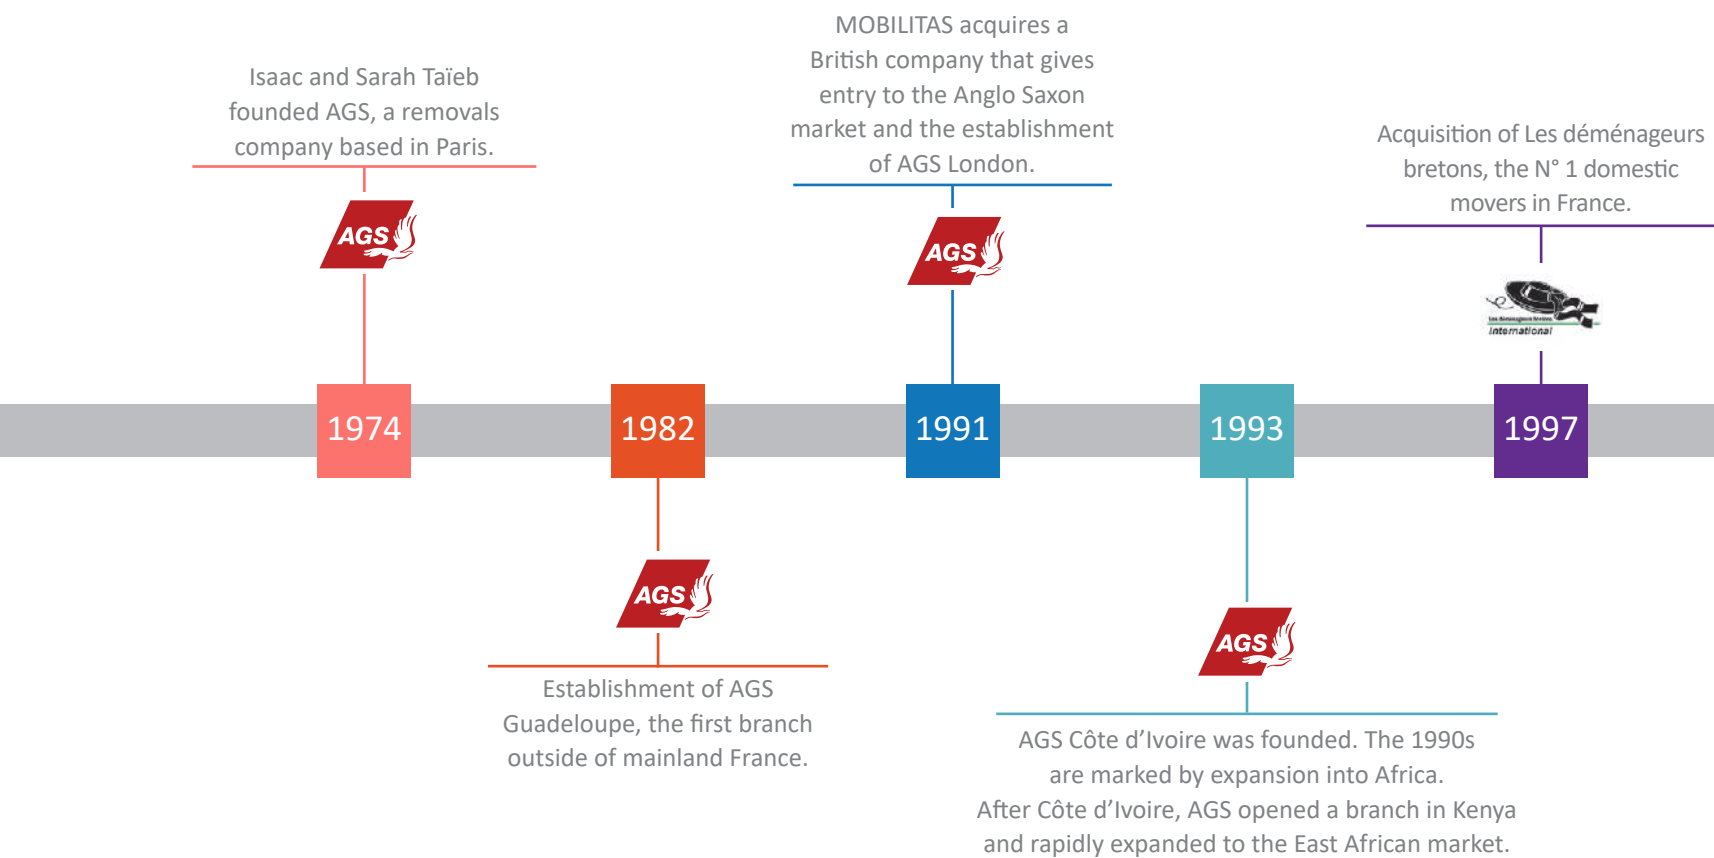 Isaac and Sarah Taïeb
founded AGS, a removals
company based in Paris.
AGS
1974
1982
AGS
Establishment of AGS
Guadeloupe, the first branch
outside of mainland France.
MOBILITAS acquires a
British company that gives
entry to the Anglo Saxon
market and the establishment
of AGS London.
AGS
1991
1993
AGS
AGS Côte d’Ivoire was founded. The 1990s
are marked by expansion into Africa.
After Côte d’Ivoire, AGS opened a branch in Kenya
and rapidly expanded to the East African market.
Acquisition of Les déménageurs
bretons, the N° 1 domestic
movers in France.
Les déménageurs bretons
International
1997